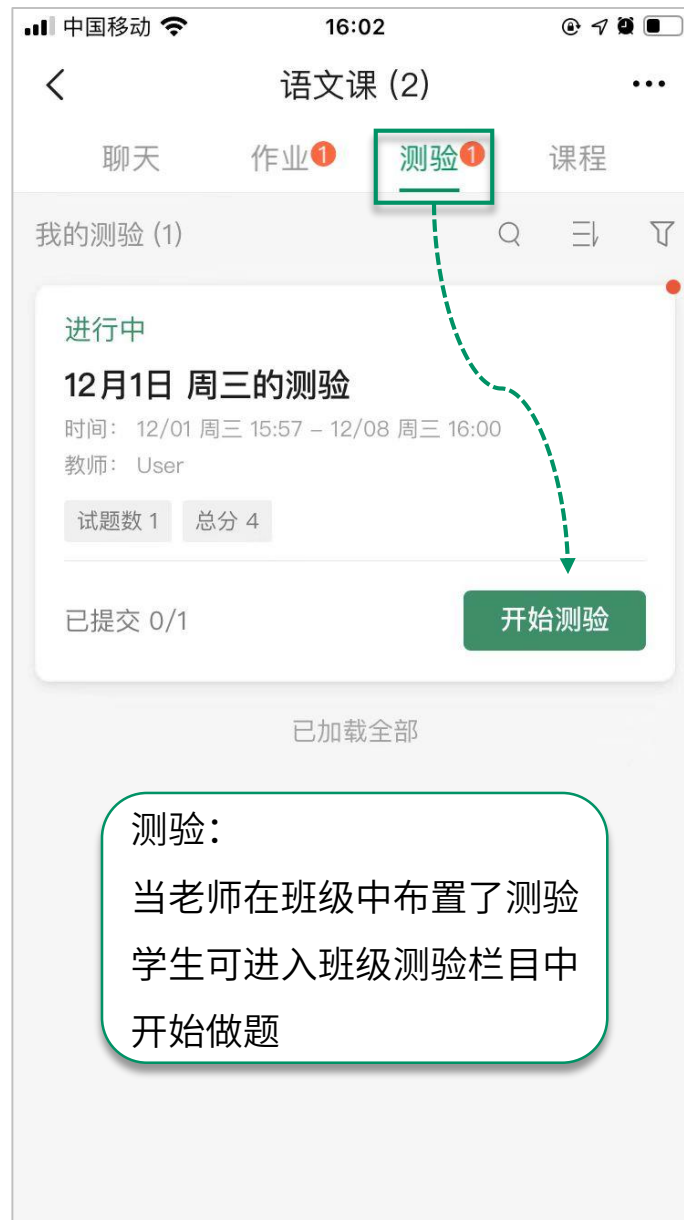 中国移动 16:02
语文课 (2)
聊天 作业 1 测验 1 课程
我的测验 (1)
进行中
12月1日 周三的测验
时间： 12/01 周三 15:57 – 12/08 周三 16:00
教师： User
试题数 1 总分 4
已提交 0/1 开始测验
已加载全部
测验：
当老师在班级中布置了测验
学生可进入班级测验栏目中
开始做题